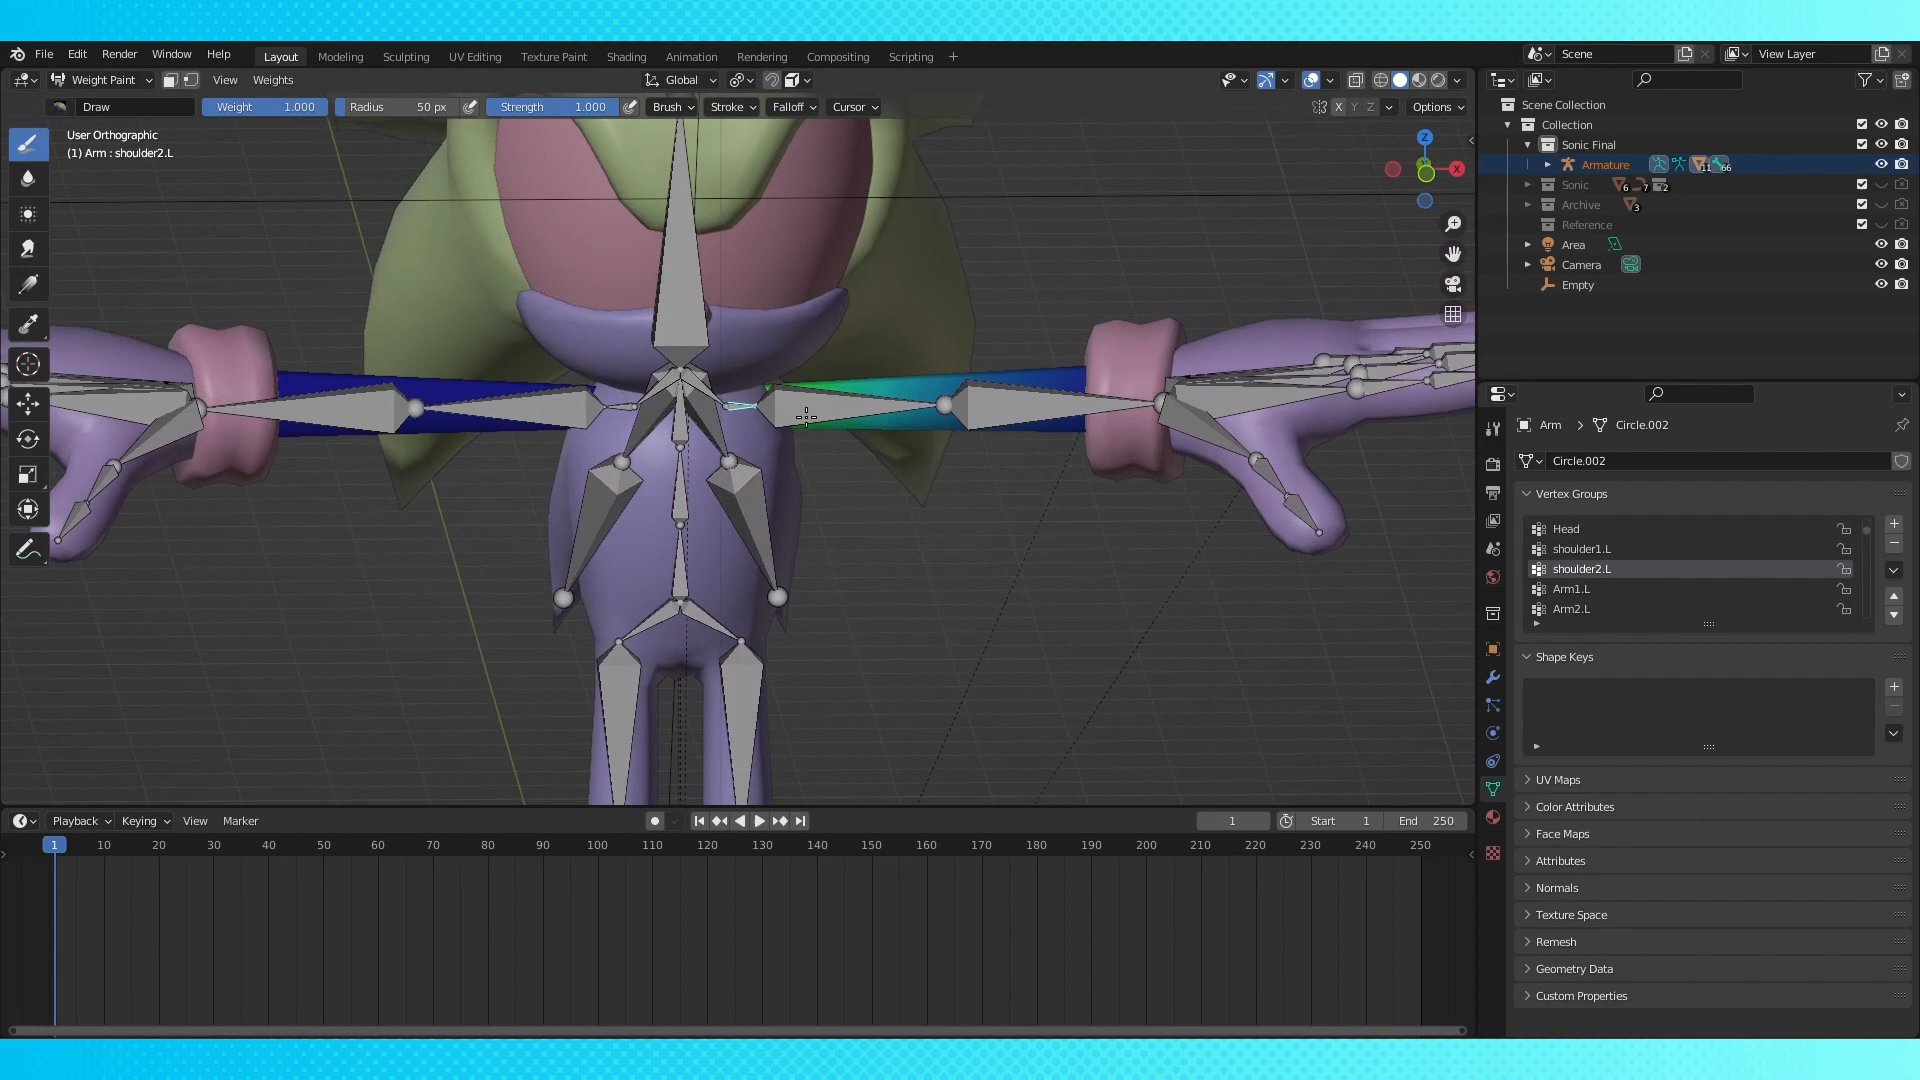 File Edit Render Window Help Layout Modeling Sculpting UV Editing Texture Paint Shading Animation Rendering Compositing Scripting + Scene View Layer
Weight Paint View Weights Global
Draw Weight 1.000 Radius 50 px Strength 1.000 Brush Stroke Falloff Cursor X Y Z Options
User Orthographic
(1) Arm : shoulder2.L
Z
X
Scene Collection
Collection
Sonic Final
Armature 11 66
Sonic 6 7 2
Archive 3
Reference
Area
Camera
Empty
Arm > Circle.002
Circle.002
Vertex Groups
Head
shoulder1.L
shoulder2.L
Arm1.L
Arm2.L
Shape Keys
UV Maps
Color Attributes
Face Maps
Attributes
Normals
Texture Space
Remesh
Geometry Data
Custom Properties
Playback Keying View Marker 1 Start 1 End 250
1 10 20 30 40 50 60 70 80 90 100 110 120 130 140 150 160 170 180 190 200 210 220 230 240 250